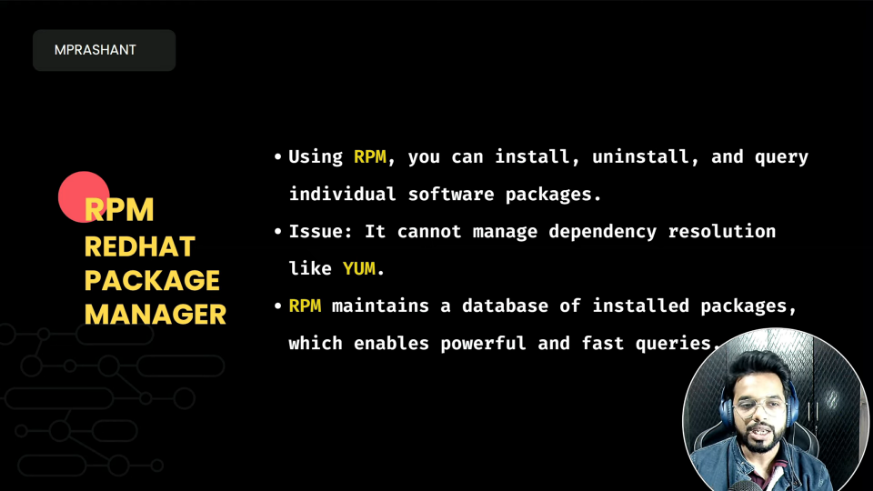 MPRASHANT
RPM
REDHAT
PACKAGE
MANAGER
• Using RPM, you can install, uninstall, and query
individual software packages.
• Issue: It cannot manage dependency resolution
like YUM.
• RPM maintains a database of installed packages,
which enables powerful and fast queries.